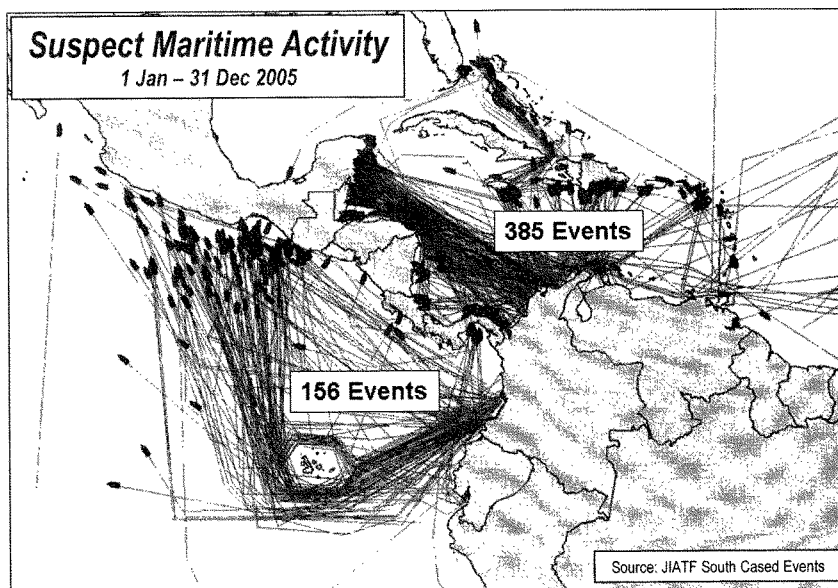 Suspect Maritime Activity
1 Jan – 31 Dec 2005
385 Events
156 Events
Source: JIATF South Cased Events